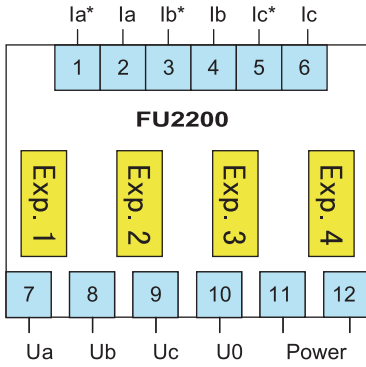 Ia* Ia Ib* Ib Ic* Ic
1 2 3 4 5 6
FU2200
Exp. 1 Exp. 2 Exp. 3 Exp. 4
7 8 9 10 11 12
Ua Ub Uc U0 Power